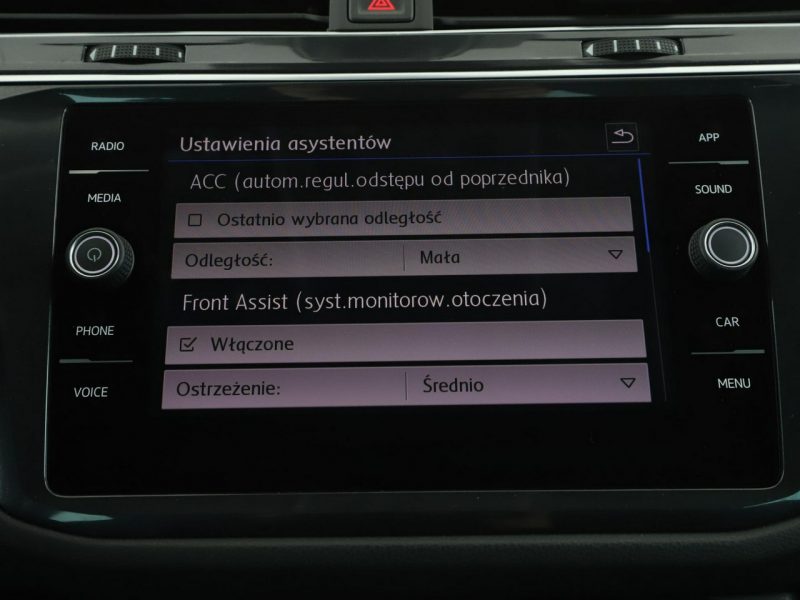 RADIO
MEDIA
PHONE
VOICE
Ustawienia asystentów
ACC (autom.regul.odstępu od poprzednika)
Ostatnio wybrana odległość
Odległość: Mała
Front Assist (syst.monitorow.otoczenia)
Włączone
Ostrzeżenie: Średnio
APP
SOUND
CAR
MENU